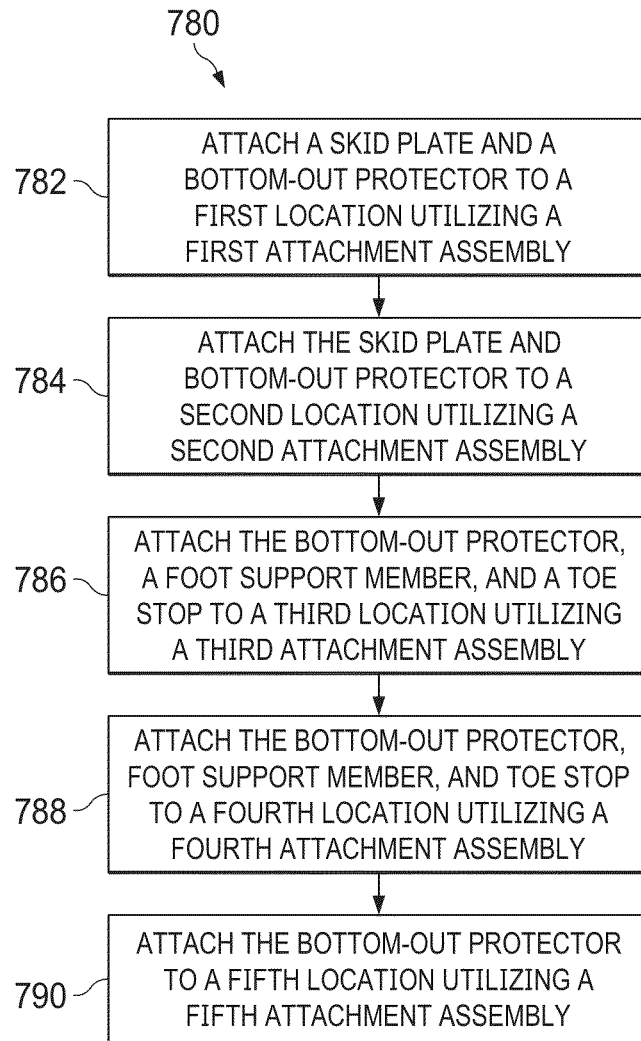 780
782
ATTACH A SKID PLATE AND A
BOTTOM-OUT PROTECTOR TO A
FIRST LOCATION UTILIZING A
FIRST ATTACHMENT ASSEMBLY
784
ATTACH THE SKID PLATE AND
BOTTOM-OUT PROTECTOR TO A
SECOND LOCATION UTILIZING A
SECOND ATTACHMENT ASSEMBLY
786
ATTACH THE BOTTOM-OUT PROTECTOR,
A FOOT SUPPORT MEMBER, AND A TOE
STOP TO A THIRD LOCATION UTILIZING
A THIRD ATTACHMENT ASSEMBLY
788
ATTACH THE BOTTOM-OUT PROTECTOR,
FOOT SUPPORT MEMBER, AND TOE STOP
TO A FOURTH LOCATION UTILIZING A
FOURTH ATTACHMENT ASSEMBLY
790
ATTACH THE BOTTOM-OUT PROTECTOR
TO A FIFTH LOCATION UTILIZING A
FIFTH ATTACHMENT ASSEMBLY